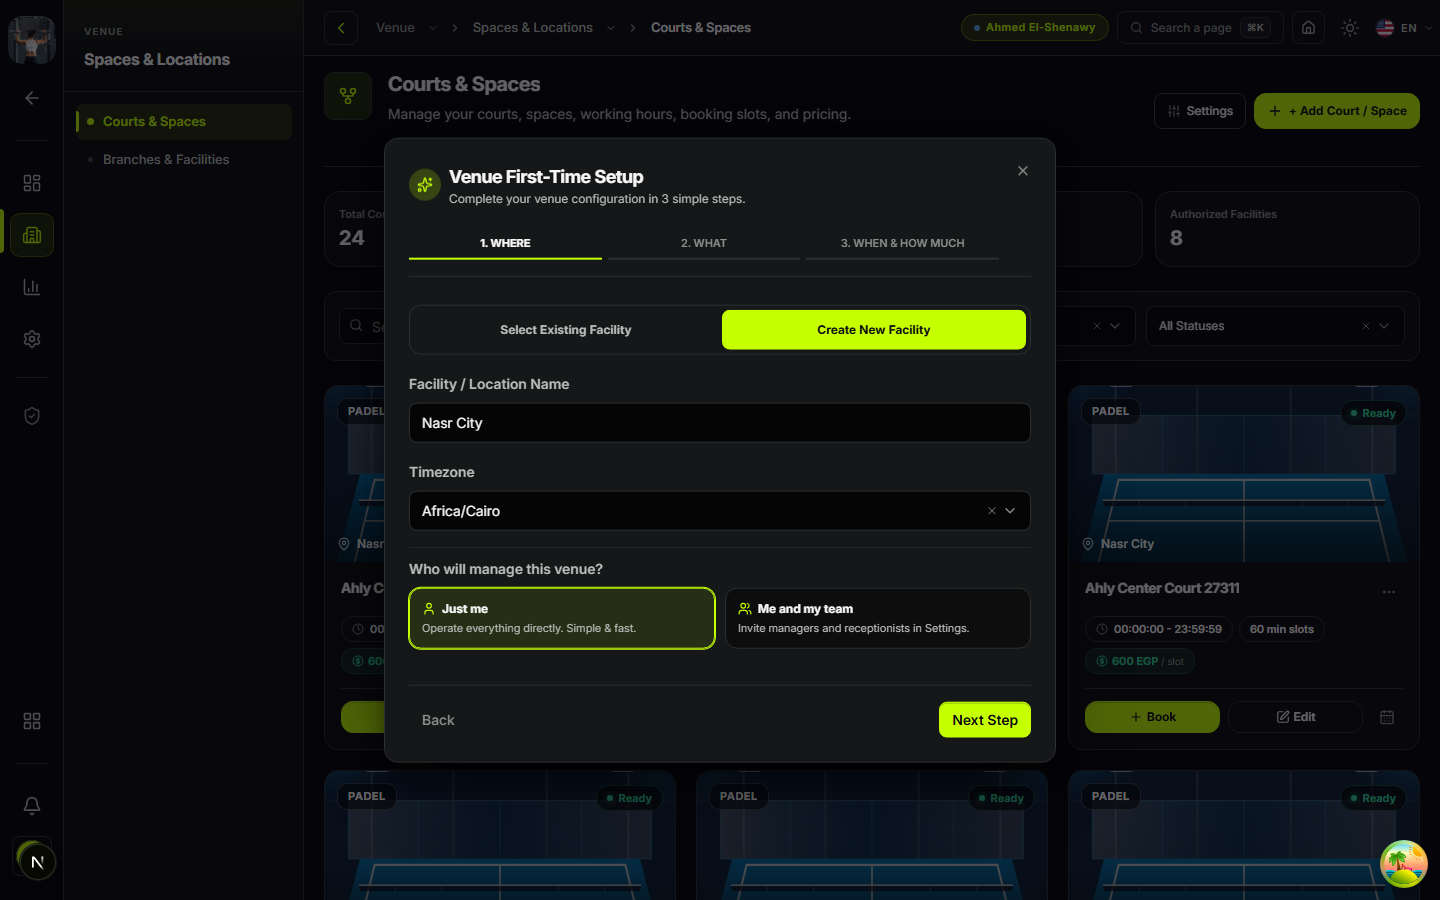 VENUE
Spaces & Locations
Courts & Spaces
Branches & Facilities
Venue
Spaces & Locations
Courts & Spaces
Ahmed El-Shenawy
Search a page
⌘K
EN
Courts & Spaces
Manage your courts, spaces, working hours, booking slots, and pricing.
Settings
+ Add Court / Space
Total Cou
24
Authorized Facilities
8
Se
All Statuses
Venue First-Time Setup
Complete your venue configuration in 3 simple steps.
1. WHERE
2. WHAT
3. WHEN & HOW MUCH
Select Existing Facility
Create New Facility
Facility / Location Name
Nasr City
Timezone
Africa/Cairo
Who will manage this venue?
Just me
Operate everything directly. Simple & fast.
Me and my team
Invite managers and receptionists in Settings.
Back
Next Step
PADEL
Nasr
Ahly C
00
600
PADEL
Ready
Nasr City
Ahly Center Court 27311
00:00:00 - 23:59:59
60 min slots
600 EGP / slot
+ Book
Edit
PADEL
Ready
PADEL
Ready
PADEL
Ready
N